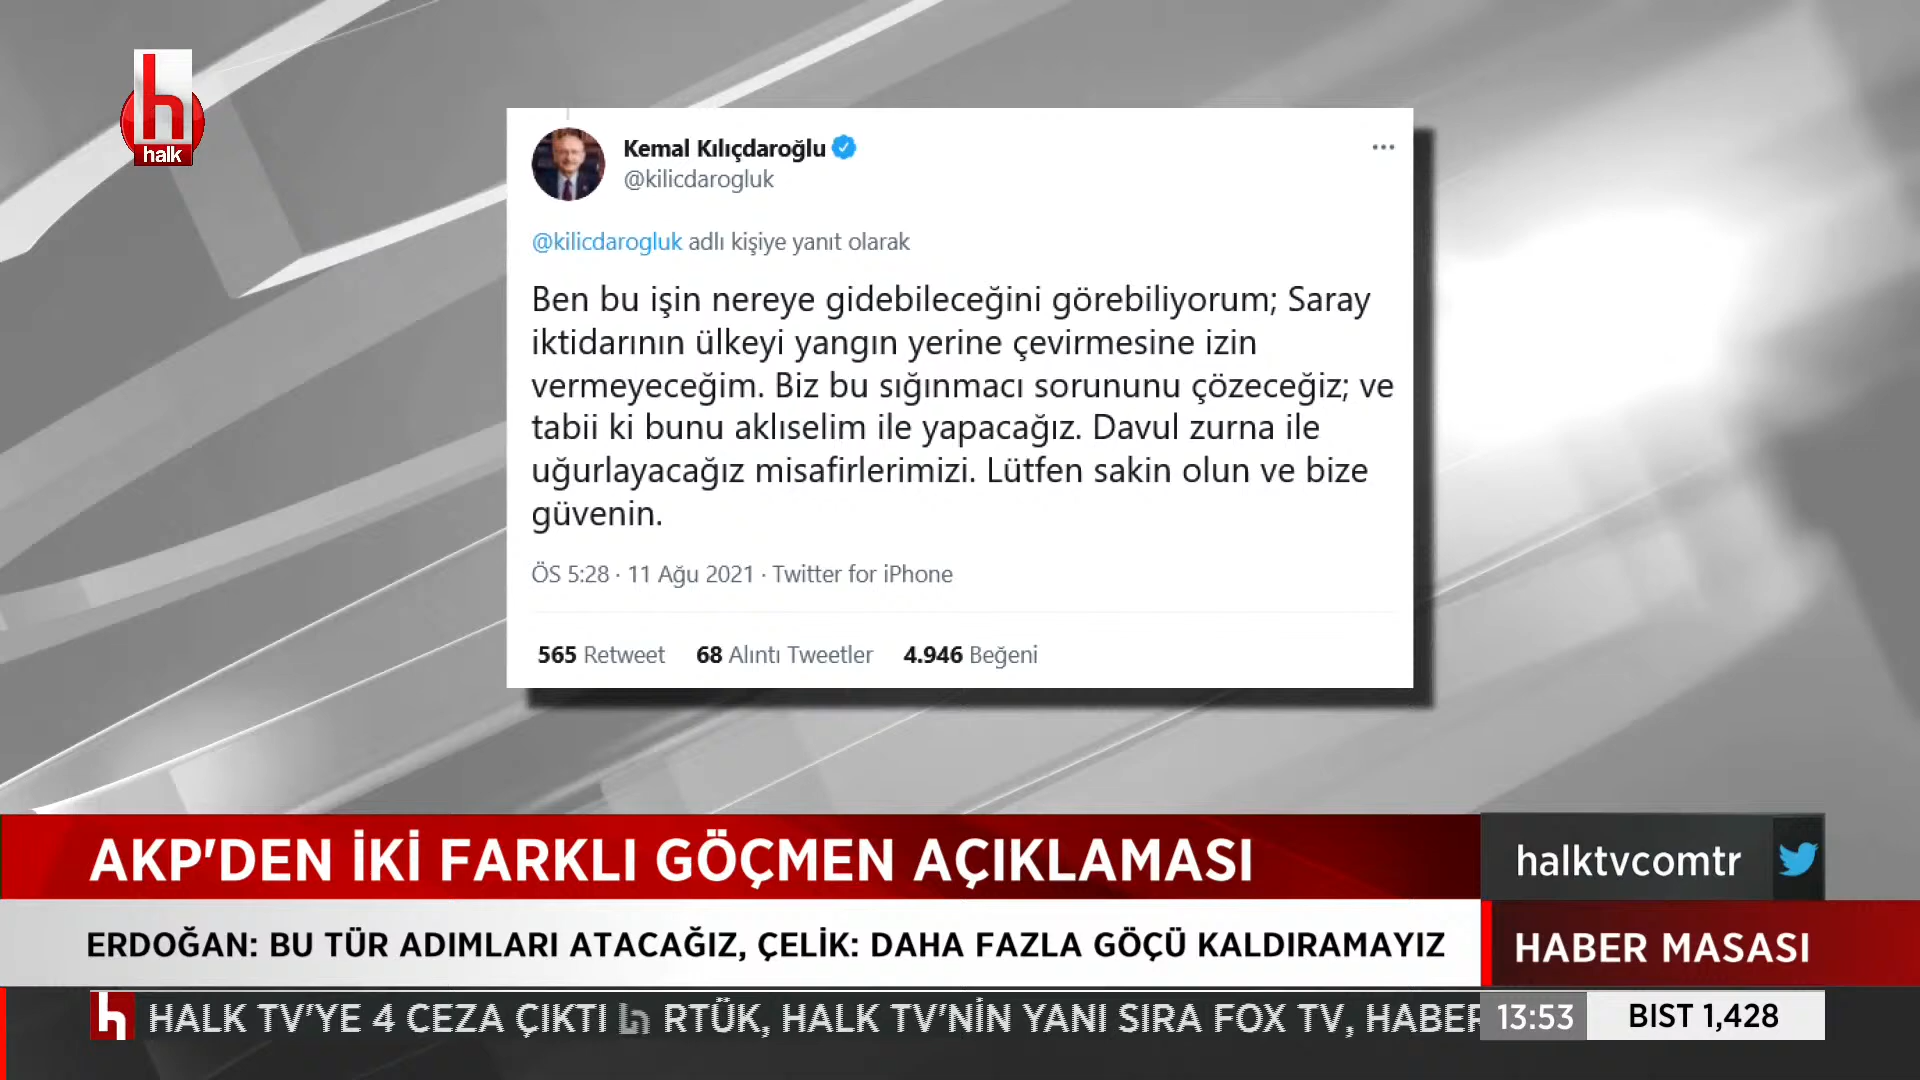 h
halk
Kemal Kılıçdaroğlu
@kilicdarogluk
@kilicdarogluk adlı kişiye yanıt olarak
Ben bu işin nereye gidebileceğini görebiliyorum; Saray
iktidarının ülkeyi yangın yerine çevirmesine izin
vermeyeceğim. Biz bu sığınmacı sorununu çözeceğiz; ve
tabii ki bunu aklıselim ile yapacağız. Davul zurna ile
uğurlayacağız misafirlerimizi. Lütfen sakin olun ve bize
güvenin.
ÖS 5:28 · 11 Ağu 2021 · Twitter for iPhone
565 Retweet 68 Alıntı Tweetler 4.946 Beğeni
AKP'DEN İKİ FARKLI GÖÇMEN AÇIKLAMASI
halktvcomtr
ERDOĞAN: BU TÜR ADIMLARI ATACAĞIZ, ÇELİK: DAHA FAZLA GÖÇÜ KALDIRAMAYIZ
HABER MASASI
h HALK TV'YE 4 CEZA ÇIKTI h RTÜK, HALK TV'NİN YANI SIRA FOX TV, HABER
13:53 BIST 1,428